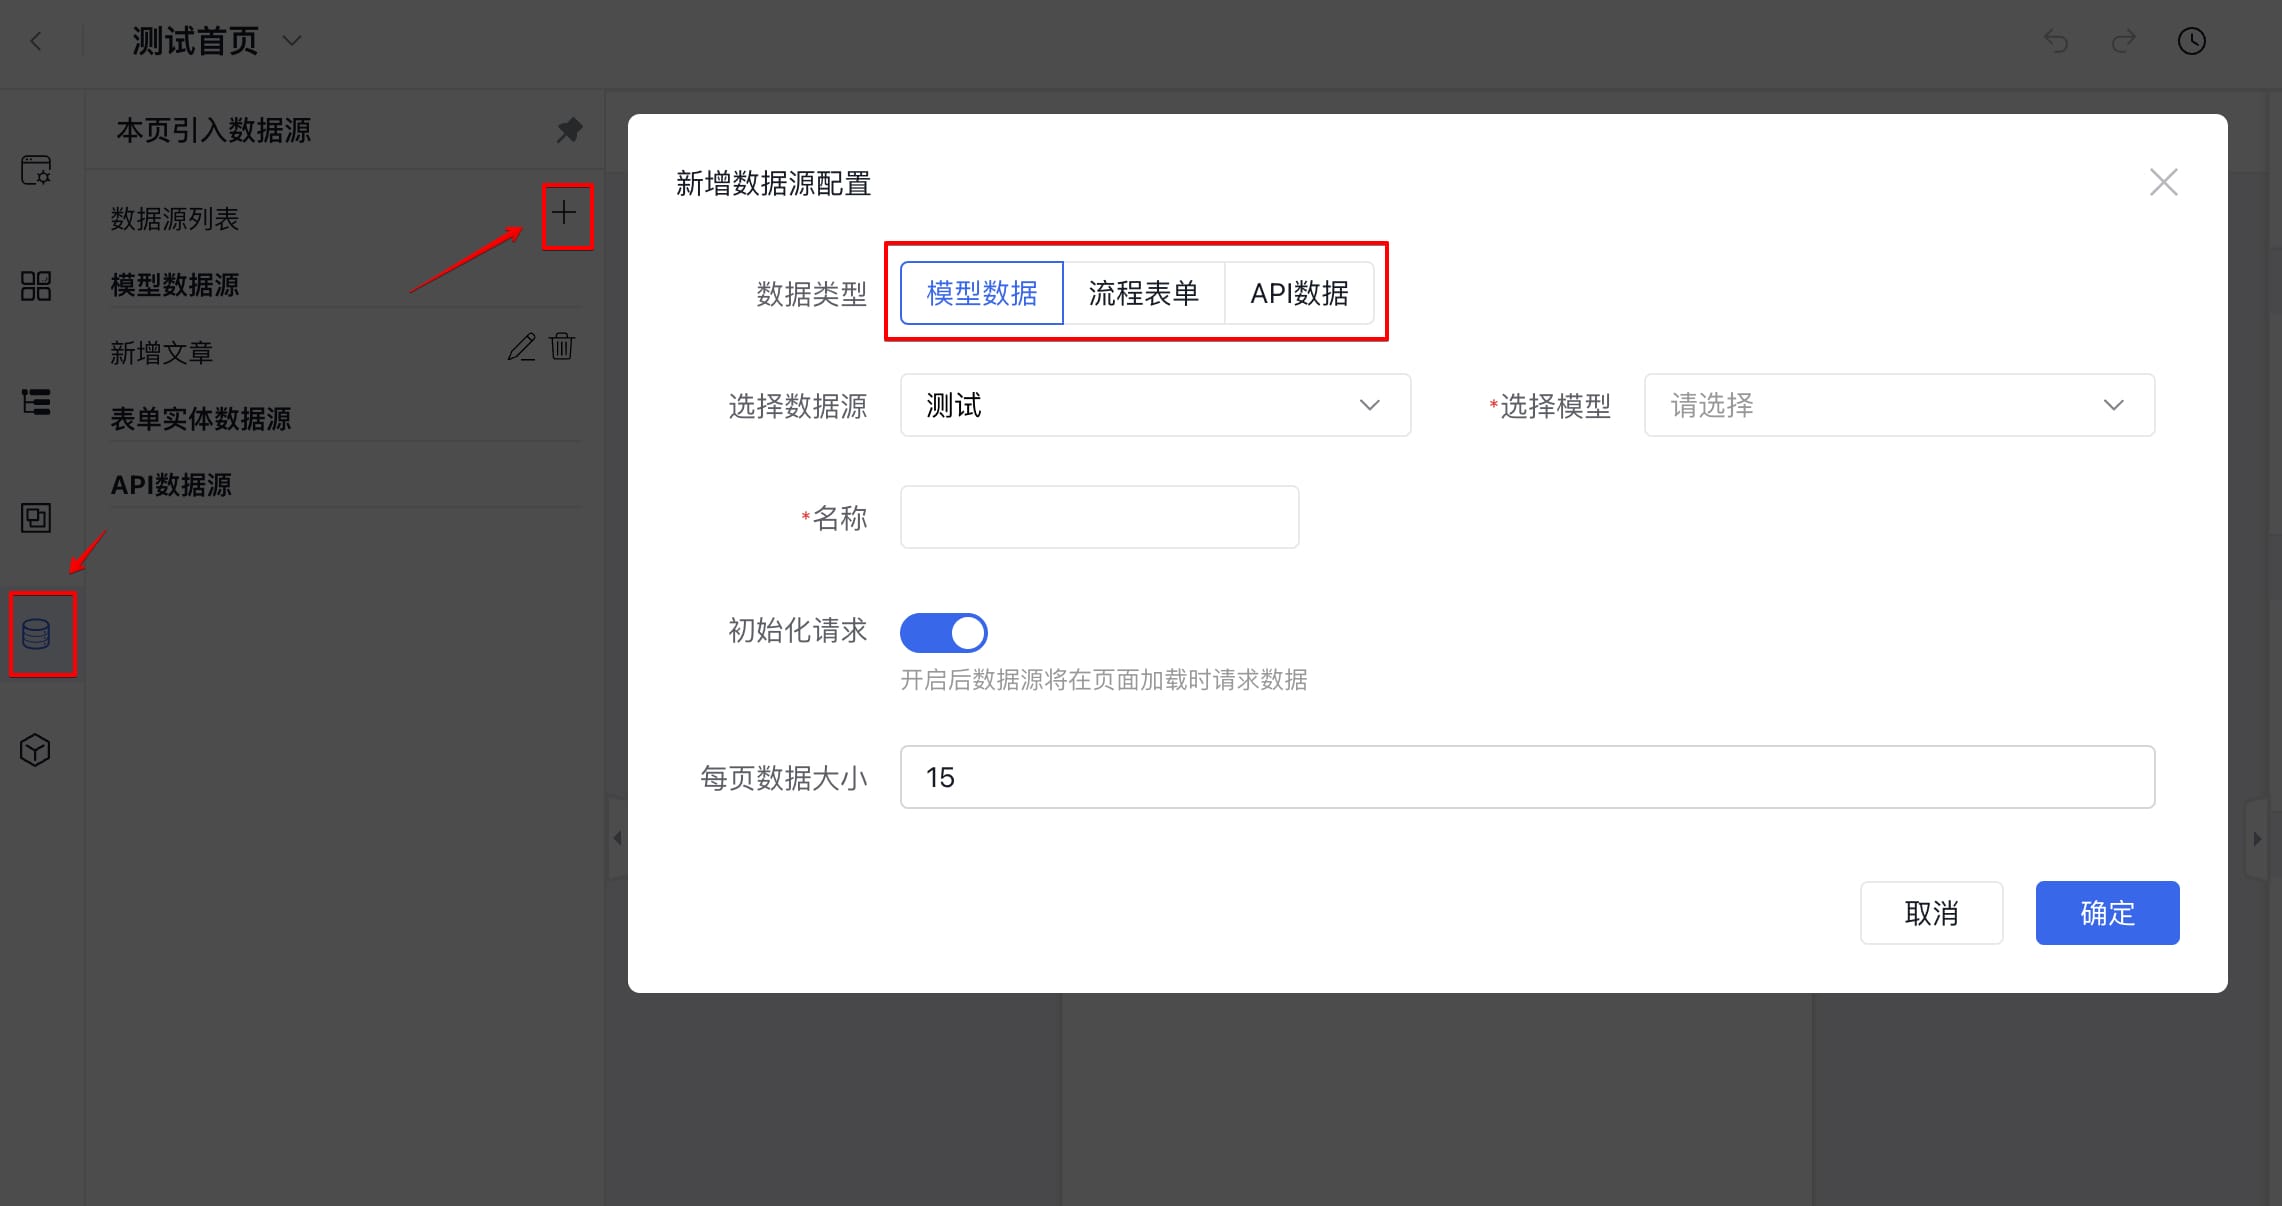 测试首页
本页引入数据源
数据源列表
模型数据源
新增文章
表单实体数据源
API数据源
新增数据源配置
数据类型 模型数据 流程表单 API数据
选择数据源 测试 *选择模型 请选择
*名称
初始化请求
开启后数据源将在页面加载时请求数据
每页数据大小 15
取消 确定